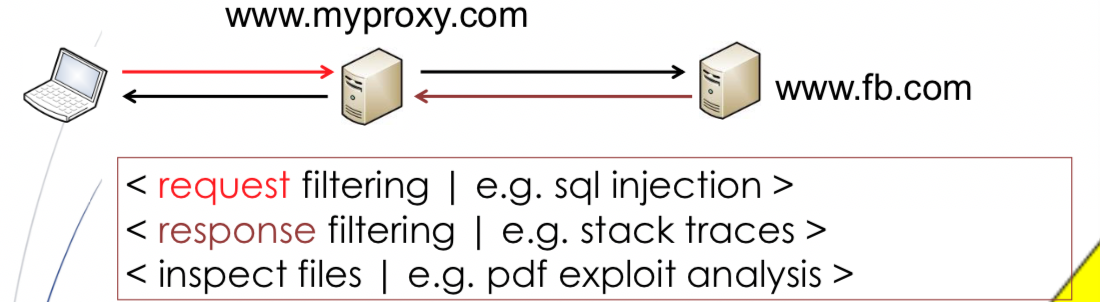 www.myproxy.com
www.fb.com
< request filtering | e.g. sql injection >
< response filtering | e.g. stack traces >
< inspect files | e.g. pdf exploit analysis >